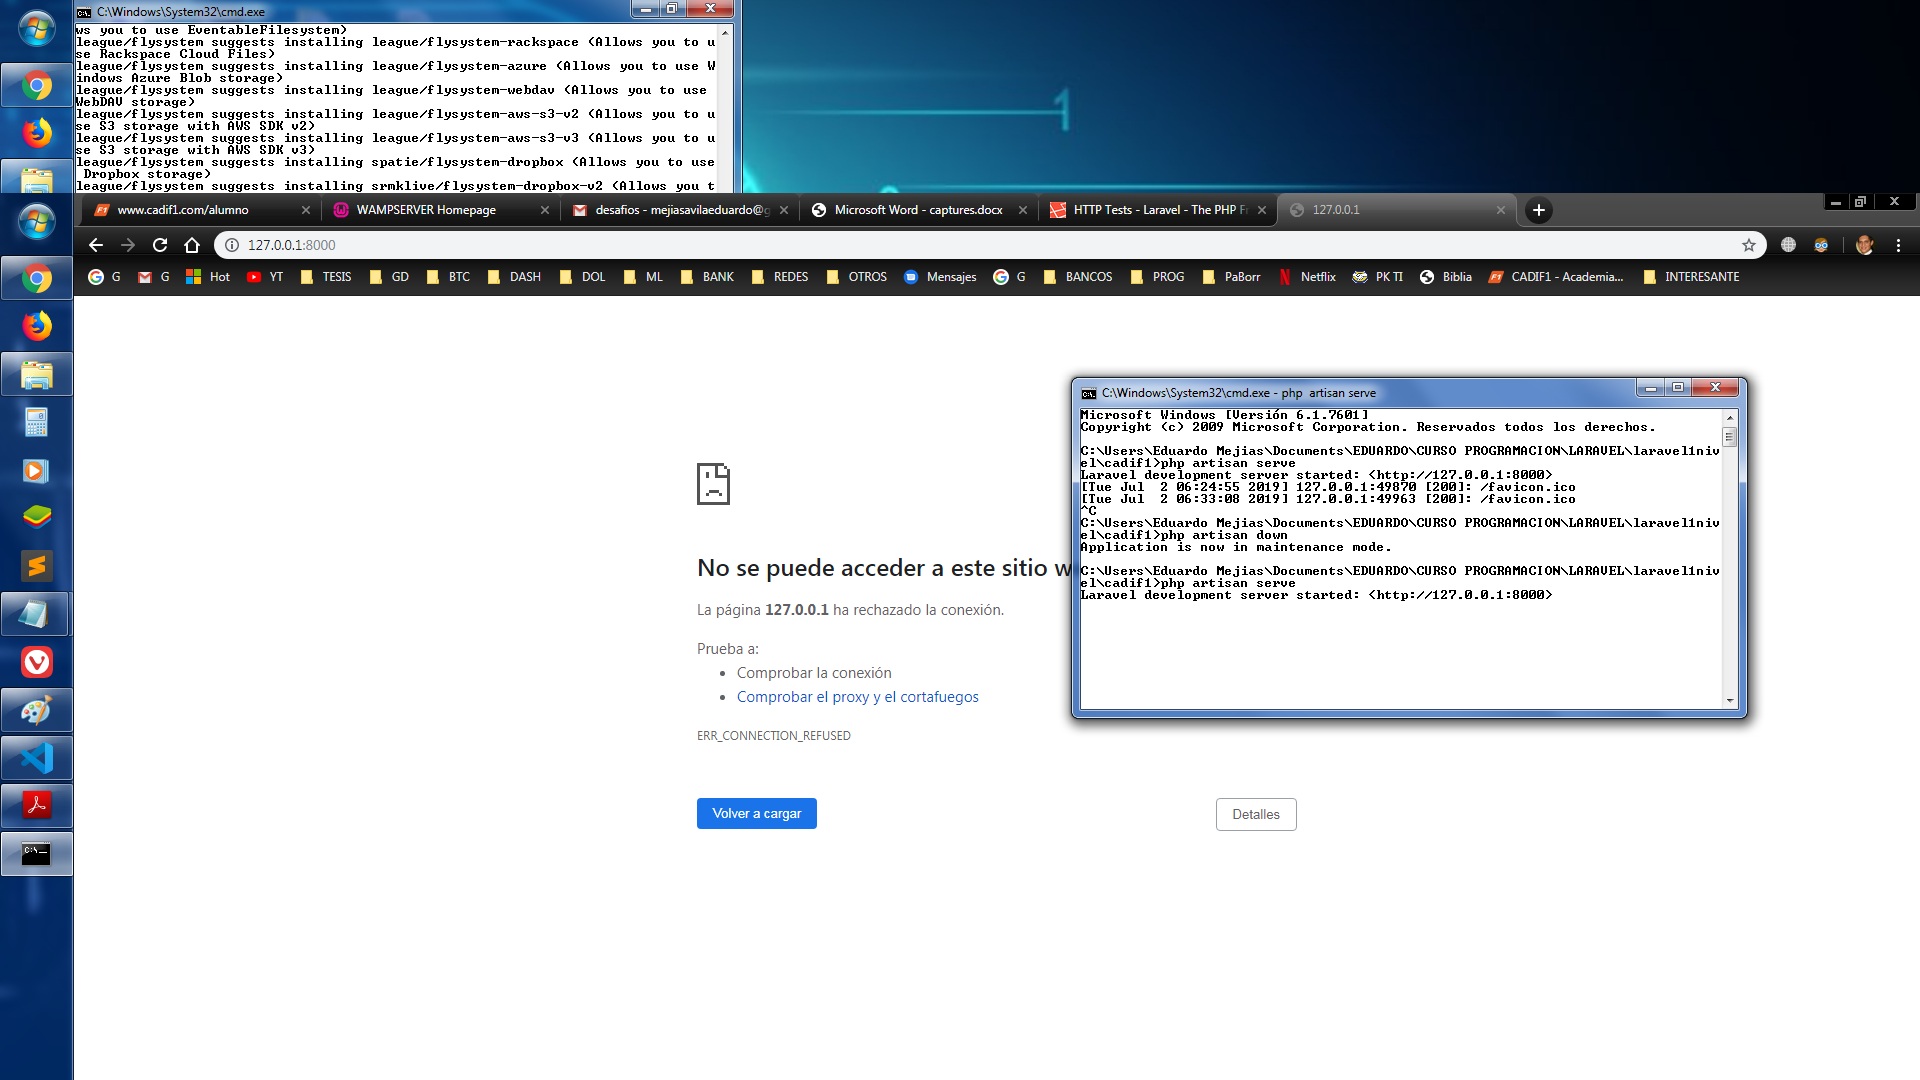 C:\Windows\System32\cmd.exe
ws you to use EventableFilesystem)
league/flysystem suggests installing league/flysystem-rackspace (Allows you to u
se Rackspace Cloud Files)
league/flysystem suggests installing league/flysystem-azure (Allows you to use W
indows Azure Blob storage)
league/flysystem suggests installing league/flysystem-webdav (Allows you to use
WebDAV storage)
league/flysystem suggests installing league/flysystem-aws-s3-v2 (Allows you to u
se S3 storage with AWS SDK v2)
league/flysystem suggests installing league/flysystem-aws-s3-v3 (Allows you to u
se S3 storage with AWS SDK v3)
league/flysystem suggests installing spatie/flysystem-dropbox (Allows you to use
 Dropbox storage)
league/flysystem suggests installing srmklive/flysystem-dropbox-v2 (Allows you t
1
www.cadif1.com/alumno
WAMPSERVER Homepage
desafios - mejiasavilaeduardo@g
Microsoft Word - captures.docx
HTTP Tests - Laravel - The PHP Fr
127.0.0.1
127.0.0.1:8000
G G Hot YT TESIS GD BTC DASH DOL ML BANK REDES OTROS Mensajes G BANCOS PROG PaBorr Netflix PK TI Biblia CADIF1 - Academia... INTERESANTE
No se puede acceder a este sitio w
La página 127.0.0.1 ha rechazado la conexión.
Prueba a:
• Comprobar la conexión
• Comprobar el proxy y el cortafuegos
ERR_CONNECTION_REFUSED
Volver a cargar
Detalles
C:\Windows\System32\cmd.exe - php  artisan serve
Microsoft Windows [Versión 6.1.7601]
Copyright (c) 2009 Microsoft Corporation. Reservados todos los derechos.
C:\Users\Eduardo Mejias\Documents\EDUARDO\CURSO PROGRAMACION\LARAVEL\laravel1niv
el\cadif1>php artisan serve
Laravel development server started: <http://127.0.0.1:8000>
[Tue Jul  2 06:24:55 2019] 127.0.0.1:49870 [200]: /favicon.ico
[Tue Jul  2 06:33:08 2019] 127.0.0.1:49963 [200]: /favicon.ico
^C
C:\Users\Eduardo Mejias\Documents\EDUARDO\CURSO PROGRAMACION\LARAVEL\laravel1niv
el\cadif1>php artisan down
Application is now in maintenance mode.
C:\Users\Eduardo Mejias\Documents\EDUARDO\CURSO PROGRAMACION\LARAVEL\laravel1niv
el\cadif1>php artisan serve
Laravel development server started: <http://127.0.0.1:8000>